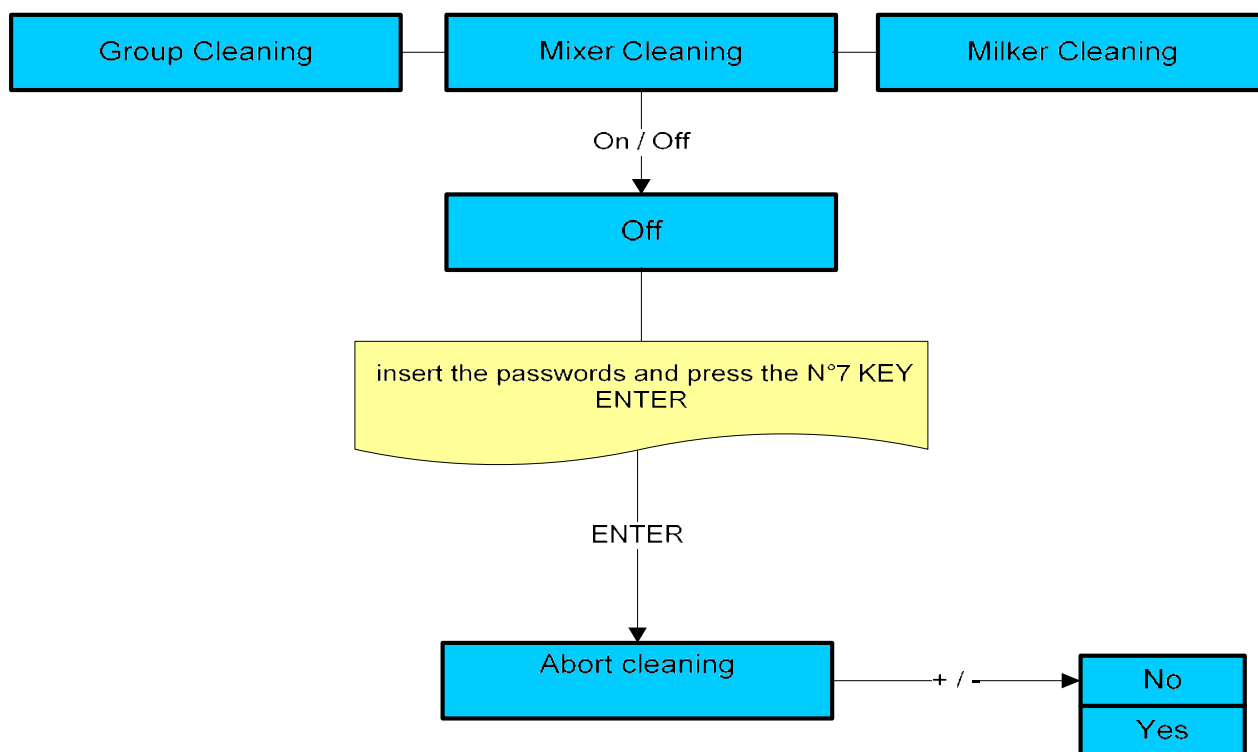 Group Cleaning
Mixer Cleaning
Milker Cleaning
On / Off
Off
insert the passwords and press the N°7 KEY
ENTER
ENTER
Abort cleaning
+ / -
No
Yes